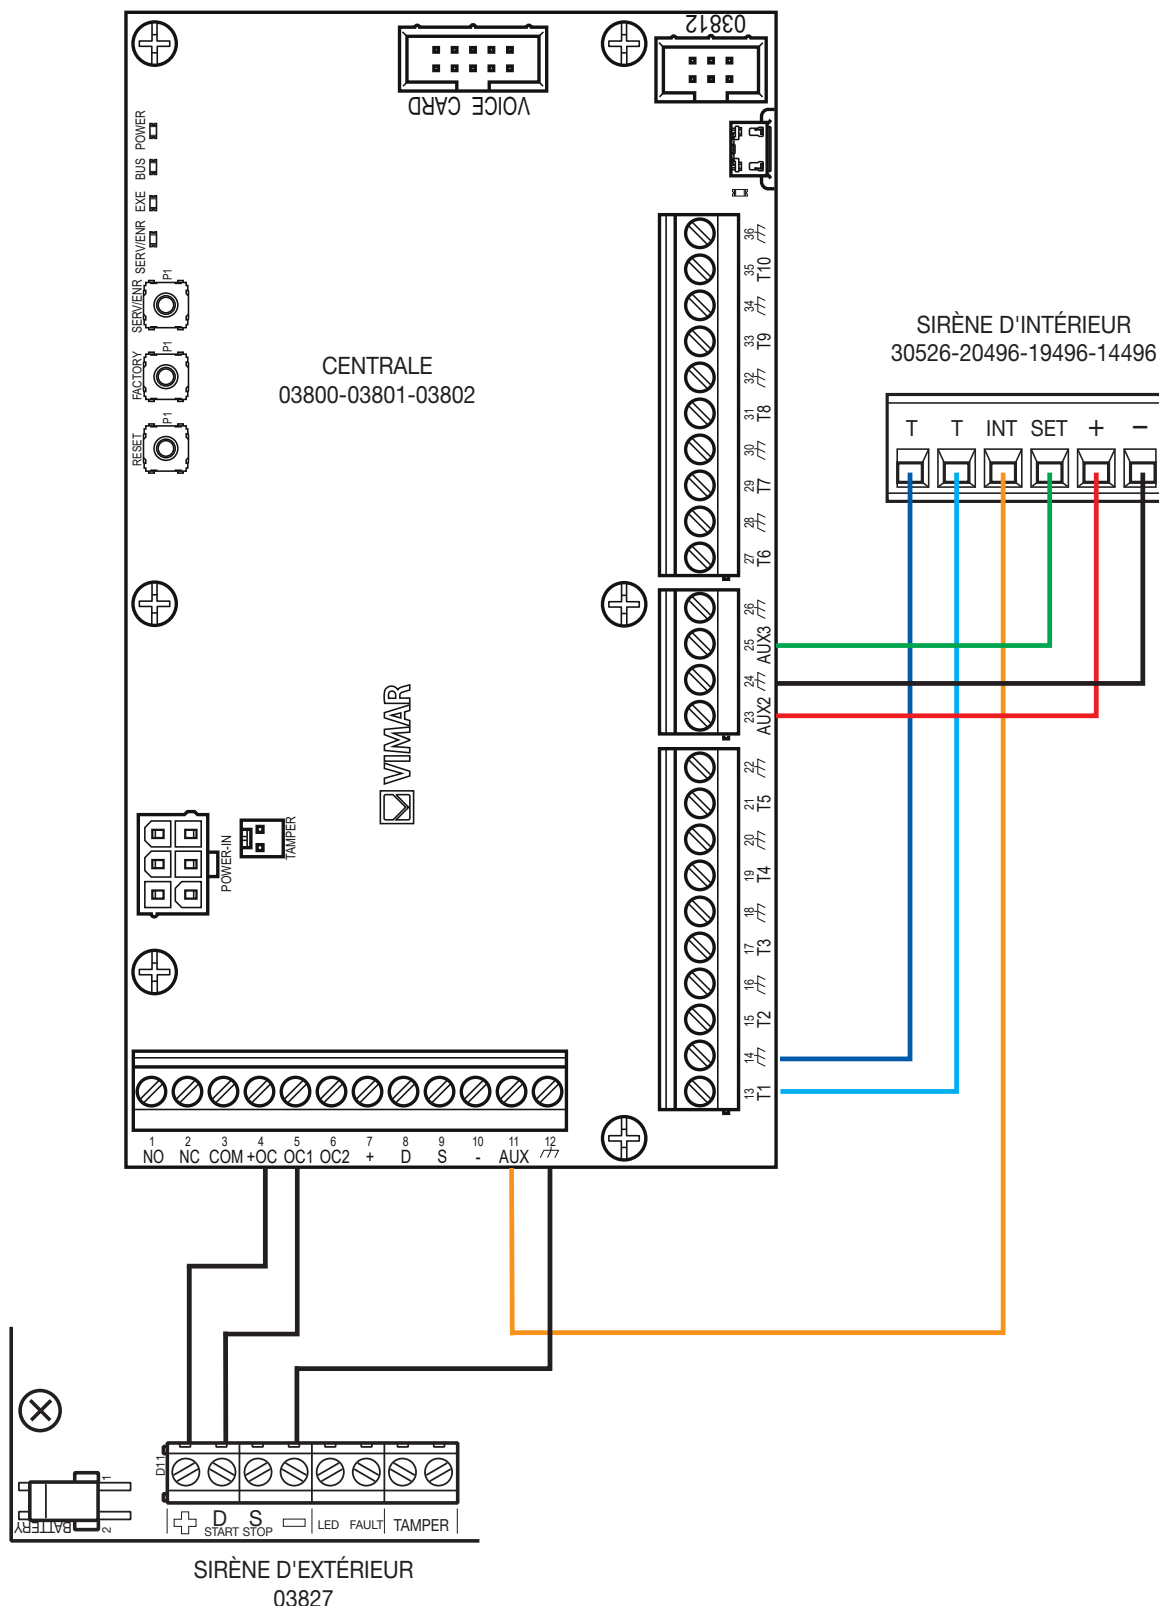 03812
VOICE CARD
POWER
BUS
EXE
SERV/ENR
SERV/ENR P1
FACTORY P1
RESET P1
CENTRALE
03800-03801-03802
36
35 T10
34
33 T9
32
31 T8
30
29 T7
28
27 T6
26
25 AUX3
24
23 AUX2
22
21 T5
20
19 T4
18
17 T3
16
15 T2
14
13 T1
SIRÈNE D'INTÉRIEUR
30526-20496-19496-14496
T T INT SET + −
VIMAR
POWER-IN
TAMPER
1 2 3 4 5 6 7 8 9 10 11 12
NO NC COM +OC OC1 OC2 + D S - AUX
D11
BATTERY
1
2
D S
START STOP LED FAULT TAMPER
SIRÈNE D'EXTÉRIEUR
03827